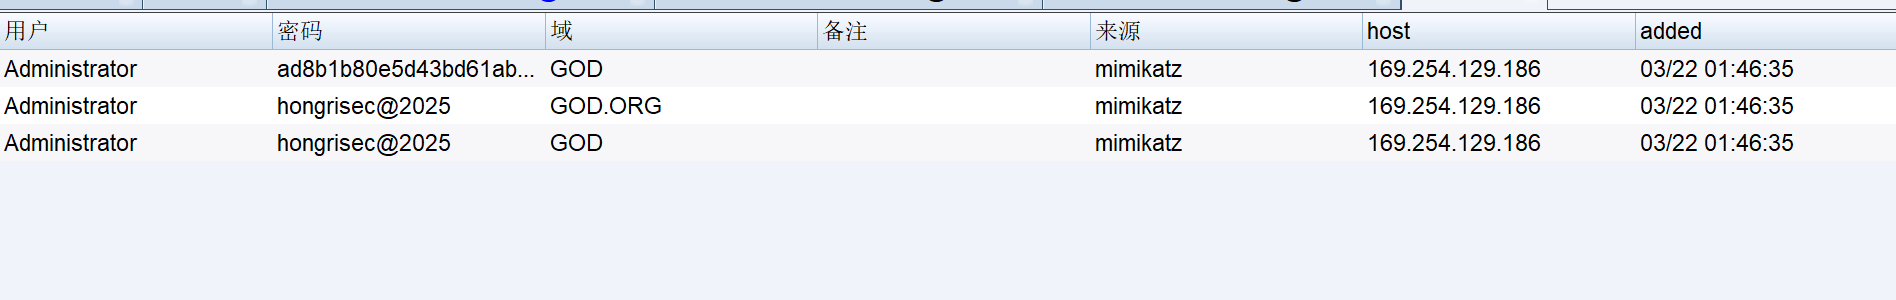 用户 密码 域 备注 来源 host added
Administrator ad8b1b80e5d43bd61ab... GOD mimikatz 169.254.129.186 03/22 01:46:35
Administrator hongrisec@2025 GOD.ORG mimikatz 169.254.129.186 03/22 01:46:35
Administrator hongrisec@2025 GOD mimikatz 169.254.129.186 03/22 01:46:35